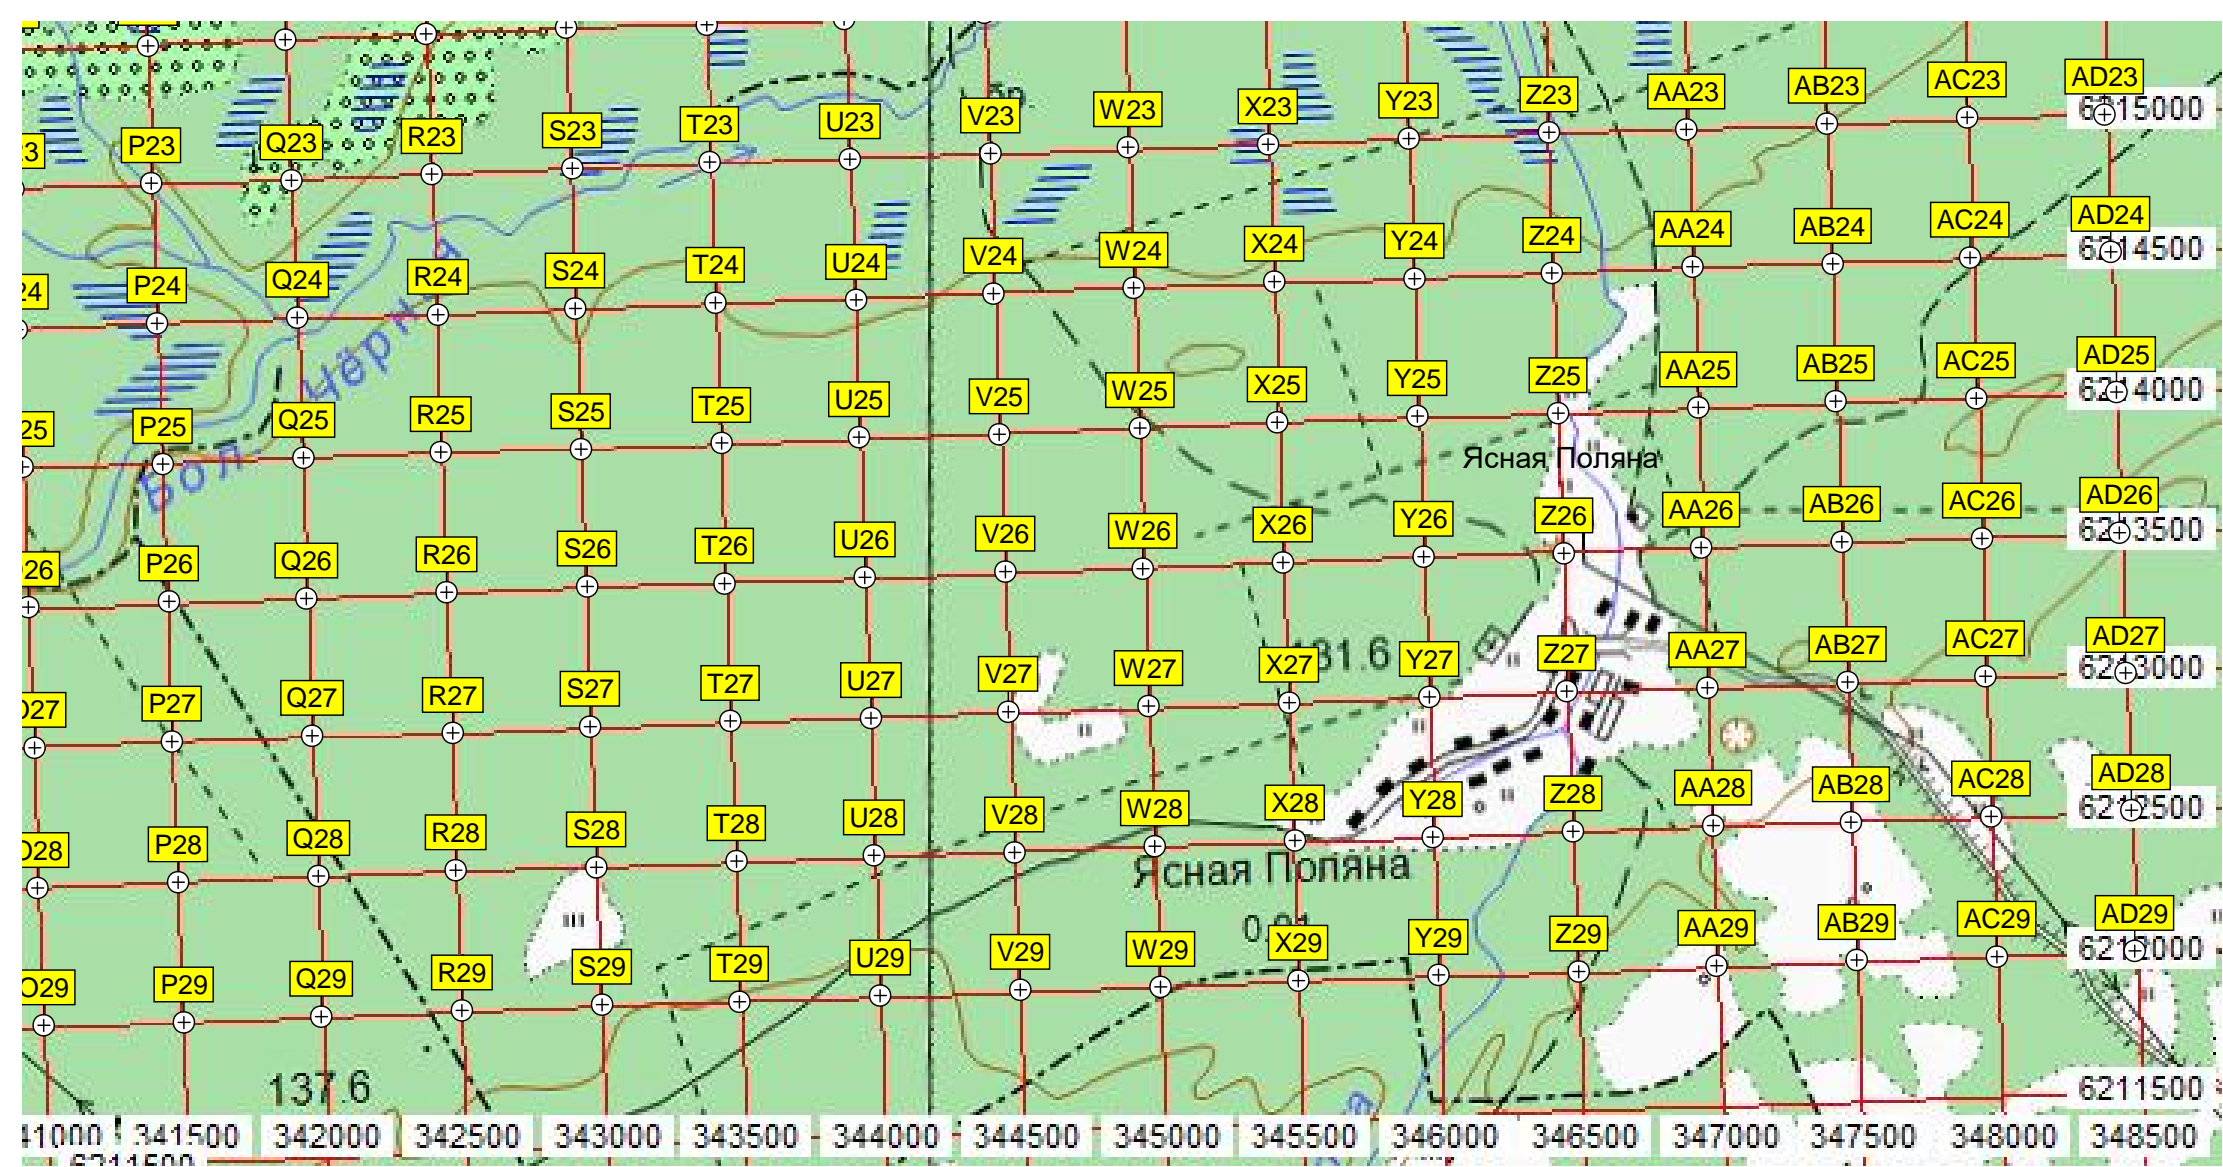 V23 W23 X23 Y23 Z23 AA23 AB23 AC23 AD23
P23 Q23 R23 S23 T23 U23
V24 W24 X24 Y24 Z24 AA24 AB24 AC24 AD24
6214500
P24 Q24 R24 S24 T24 U24
Чёрная
V25 W25 X25 Y25 Z25 AA25 AB25 AC25 AD25
6214000
P25 Q25 R25 S25 T25 U25
Бол.
Ясная Поляна
V26 W26 X26 Y26 Z26 AA26 AB26 AC26 AD26
6213500
P26 Q26 R26 S26 T26 U26
V27 W27 X27 Y27 Z27 AA27 AB27 AC27 AD27
6213000
P27 Q27 R27 S27 T27 U27
V28 W28 X28 Y28 Z28 AA28 AB28 AC28 AD28
6212500
P28 Q28 R28 S28 T28 U28
Ясная Поляна
V29 W29 X29 Y29 Z29 AA29 AB29 AC29 AD29
6212000
O29 P29 Q29 R29 S29 T29 U29
137.6
6211500
341500 342000 342500 343000 343500 344000 344500 345000 345500 346000 346500 347000 347500 348000 348500